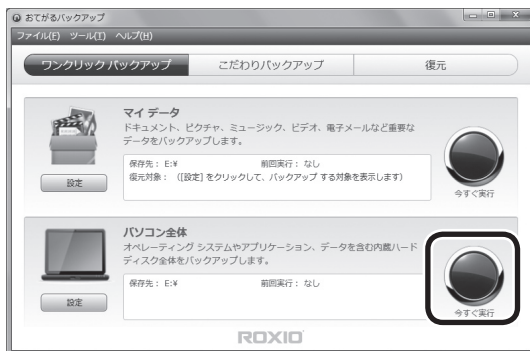 おてがるバックアップ
ファイル(F) ツール(T) ヘルプ(H)
ワンクリック バックアップ こだわりバックアップ 復元
マイ データ
ドキュメント、ピクチャ、ミュージック、ビデオ、電子メールなど重要な
データをバックアップします。
保存先： E:¥ 前回実行： なし
復元対象： （[設定] をクリックして、バックアップ する対象を表示します）
設定
今すぐ実行
パソコン全体
オペレーティング システムやアプリケーション、データを含む内蔵ハード
ディスク全体をバックアップします。
保存先： E:¥ 前回実行： なし
設定
今すぐ実行
ROXIO